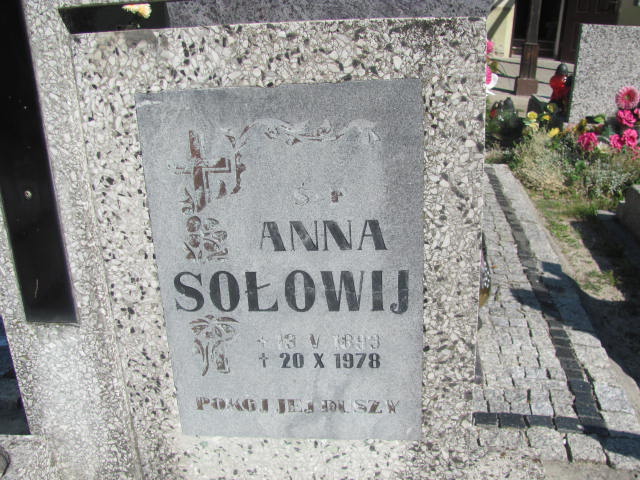 Ś P
ANNA
SOŁOWIJ
+ 13 V 1893
+ 20 X 1978
POKÓJ JEJ DUSZY